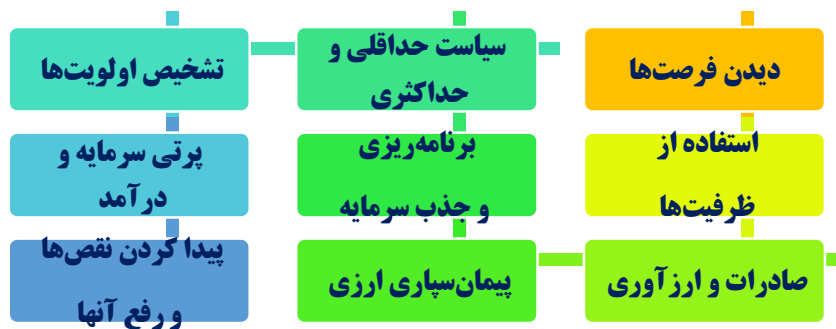 دیدن فرصت‌ها
استفاده از
ظرفیت‌ها
صادرات و ارزآوری
پیمان‌سپاری ارزی
برنامه‌ریزی
و جذب سرمایه
سیاست حداقلی و
حداکثری
تشخیص اولویت‌ها
پرتی سرمایه و
درآمد
پیدا کردن نقص‌ها
و رفع آنها